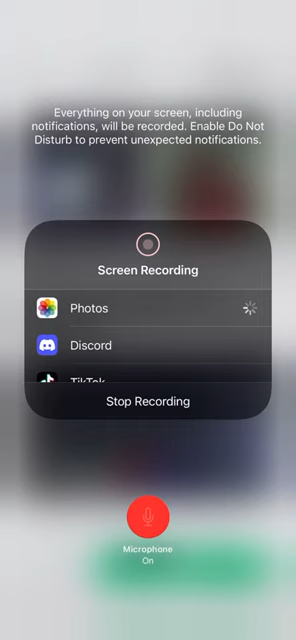 Everything on your screen, including
notifications, will be recorded. Enable Do Not
Disturb to prevent unexpected notifications.
Screen Recording
Photos
Discord
TikTok
Stop Recording
Microphone
On